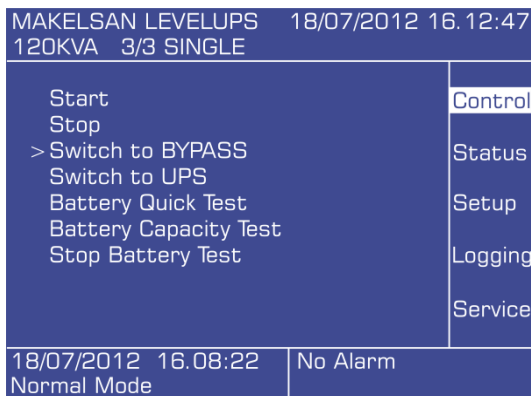 MAKELSAN LEVELUPS 18/07/2012 16.12:47
120KVA 3/3 SINGLE
Start
Stop
>Switch to BYPASS
Switch to UPS
Battery Quick Test
Battery Capacity Test
Stop Battery Test
Control
Status
Setup
Logging
Service
18/07/2012 16.08:22
Normal Mode
No Alarm